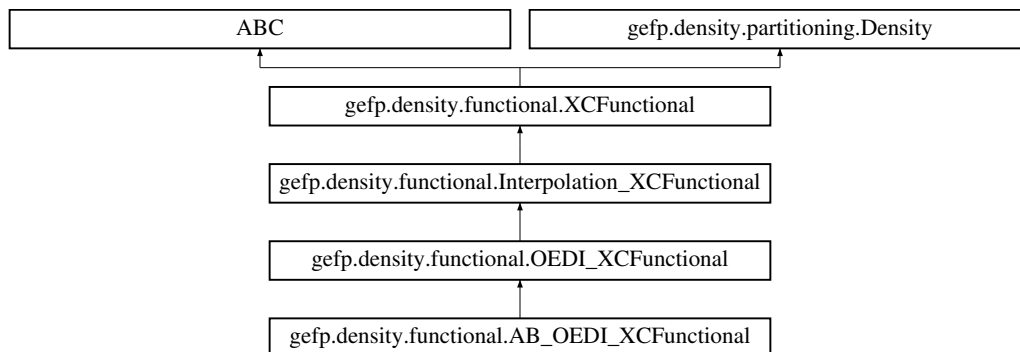 ABC
gefp.density.partitioning.Density
gefp.density.functional.XCFunctional
gefp.density.functional.Interpolation_XCFunctional
gefp.density.functional.OEDI_XCFunctional
gefp.density.functional.AB_OEDI_XCFunctional